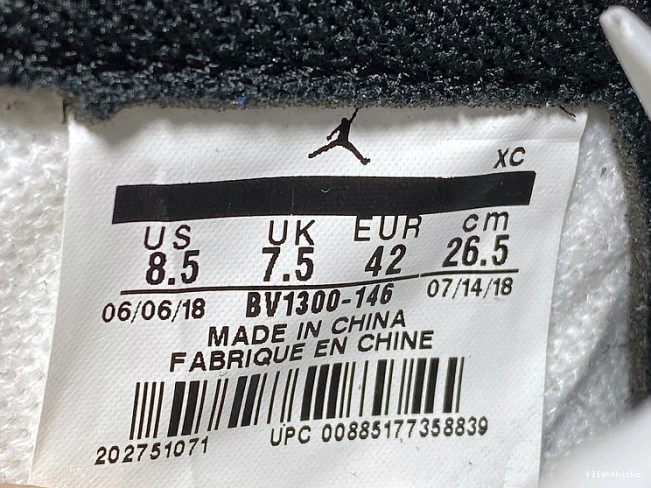 XC
US UK EUR cm
8.5 7.5 42 26.5
06/06/18 BV1300-146 07/14/18
MADE IN CHINA
FABRIQUE EN CHINE
202751071 UPC 00885177358839
flightkickz